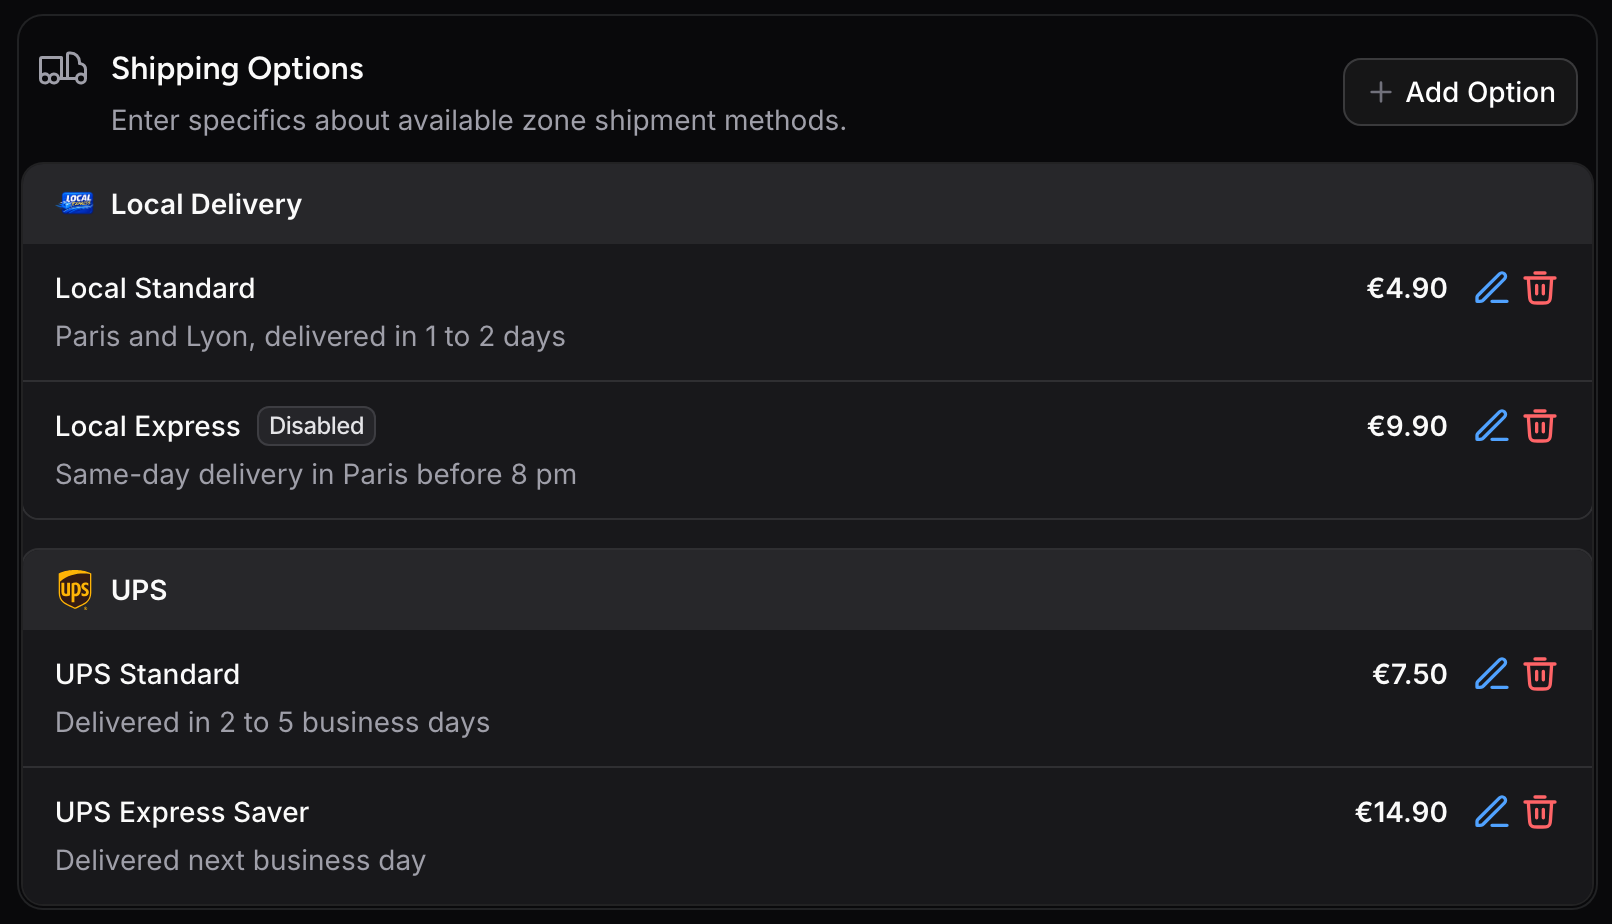 Shipping Options
Enter specifics about available zone shipment methods.
+ Add Option
LOCAL
Local Delivery
Local Standard
€4.90
Paris and Lyon, delivered in 1 to 2 days
Local Express
Disabled
€9.90
Same-day delivery in Paris before 8 pm
ups
UPS
UPS Standard
€7.50
Delivered in 2 to 5 business days
UPS Express Saver
€14.90
Delivered next business day